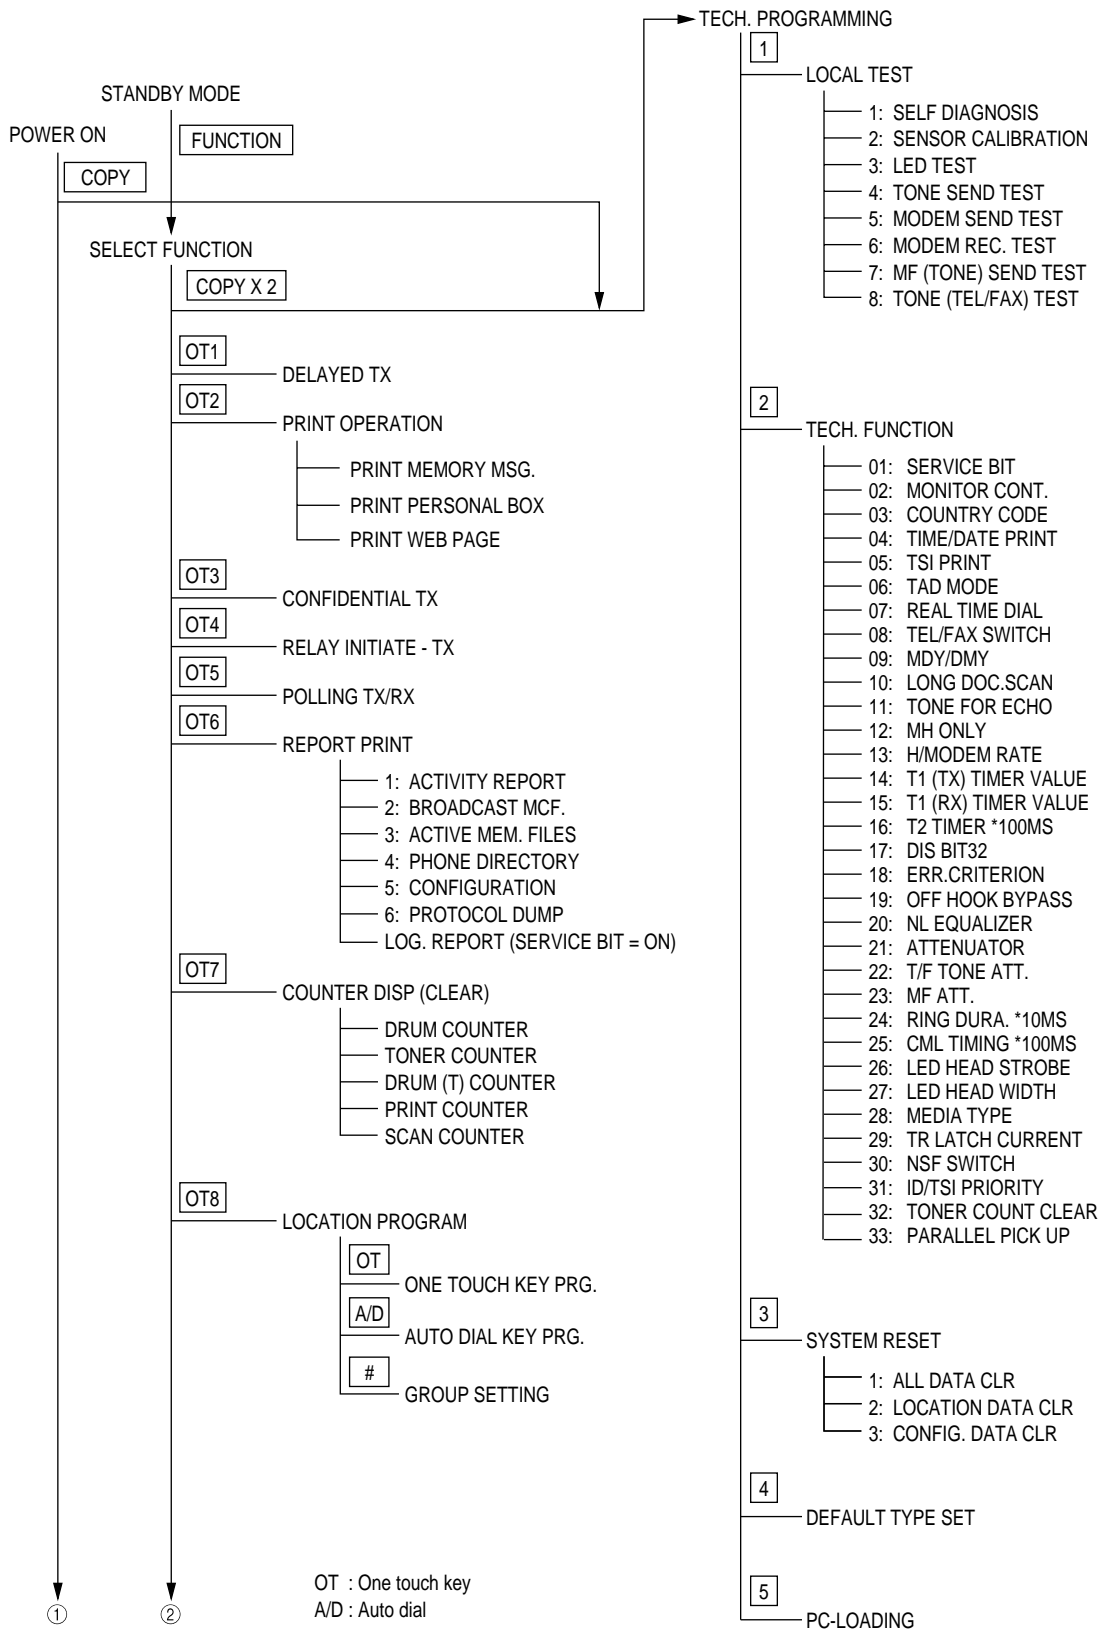 STANDBY MODE
POWER ON
FUNCTION
COPY
SELECT FUNCTION
COPY X 2
OT1
DELAYED TX
OT2
PRINT OPERATION
PRINT MEMORY MSG.
PRINT PERSONAL BOX
PRINT WEB PAGE
OT3
CONFIDENTIAL TX
OT4
RELAY INITIATE - TX
OT5
POLLING TX/RX
OT6
REPORT PRINT
1: ACTIVITY REPORT
2: BROADCAST MCF.
3: ACTIVE MEM. FILES
4: PHONE DIRECTORY
5: CONFIGURATION
6: PROTOCOL DUMP
LOG. REPORT (SERVICE BIT = ON)
OT7
COUNTER DISP (CLEAR)
DRUM COUNTER
TONER COUNTER
DRUM (T) COUNTER
PRINT COUNTER
SCAN COUNTER
OT8
LOCATION PROGRAM
OT
ONE TOUCH KEY PRG.
A/D
AUTO DIAL KEY PRG.
#
GROUP SETTING
OT : One touch key
A/D : Auto dial
①
②
TECH. PROGRAMMING
1
LOCAL TEST
1: SELF DIAGNOSIS
2: SENSOR CALIBRATION
3: LED TEST
4: TONE SEND TEST
5: MODEM SEND TEST
6: MODEM REC. TEST
7: MF (TONE) SEND TEST
8: TONE (TEL/FAX) TEST
2
TECH. FUNCTION
01: SERVICE BIT
02: MONITOR CONT.
03: COUNTRY CODE
04: TIME/DATE PRINT
05: TSI PRINT
06: TAD MODE
07: REAL TIME DIAL
08: TEL/FAX SWITCH
09: MDY/DMY
10: LONG DOC.SCAN
11: TONE FOR ECHO
12: MH ONLY
13: H/MODEM RATE
14: T1 (TX) TIMER VALUE
15: T1 (RX) TIMER VALUE
16: T2 TIMER *100MS
17: DIS BIT32
18: ERR.CRITERION
19: OFF HOOK BYPASS
20: NL EQUALIZER
21: ATTENUATOR
22: T/F TONE ATT.
23: MF ATT.
24: RING DURA. *10MS
25: CML TIMING *100MS
26: LED HEAD STROBE
27: LED HEAD WIDTH
28: MEDIA TYPE
29: TR LATCH CURRENT
30: NSF SWITCH
31: ID/TSI PRIORITY
32: TONER COUNT CLEAR
33: PARALLEL PICK UP
3
SYSTEM RESET
1: ALL DATA CLR
2: LOCATION DATA CLR
3: CONFIG. DATA CLR
4
DEFAULT TYPE SET
5
PC-LOADING